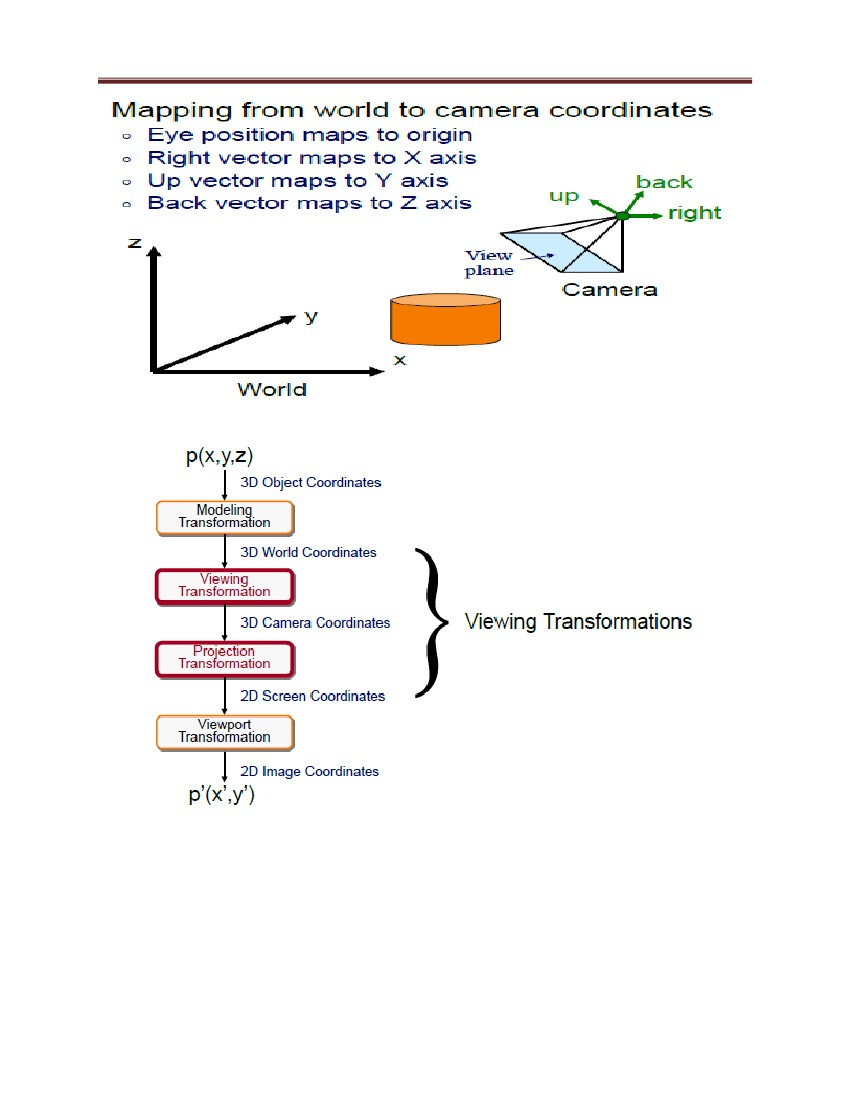 Mapping from world to camera coordinates
Eye position maps to origin
Right vector maps to X axis
Up vector maps to Y axis
Back vector maps to Z axis
back
up
right
View
plane
Camera
z
y
x
World
p(x,y,z)
3D Object Coordinates
Modeling
Transformation
3D World Coordinates
Viewing
Transformation
3D Camera Coordinates
Viewing Transformations
Projection
Transformation
2D Screen Coordinates
Viewport
Transformation
2D Image Coordinates
p’(x’,y’)